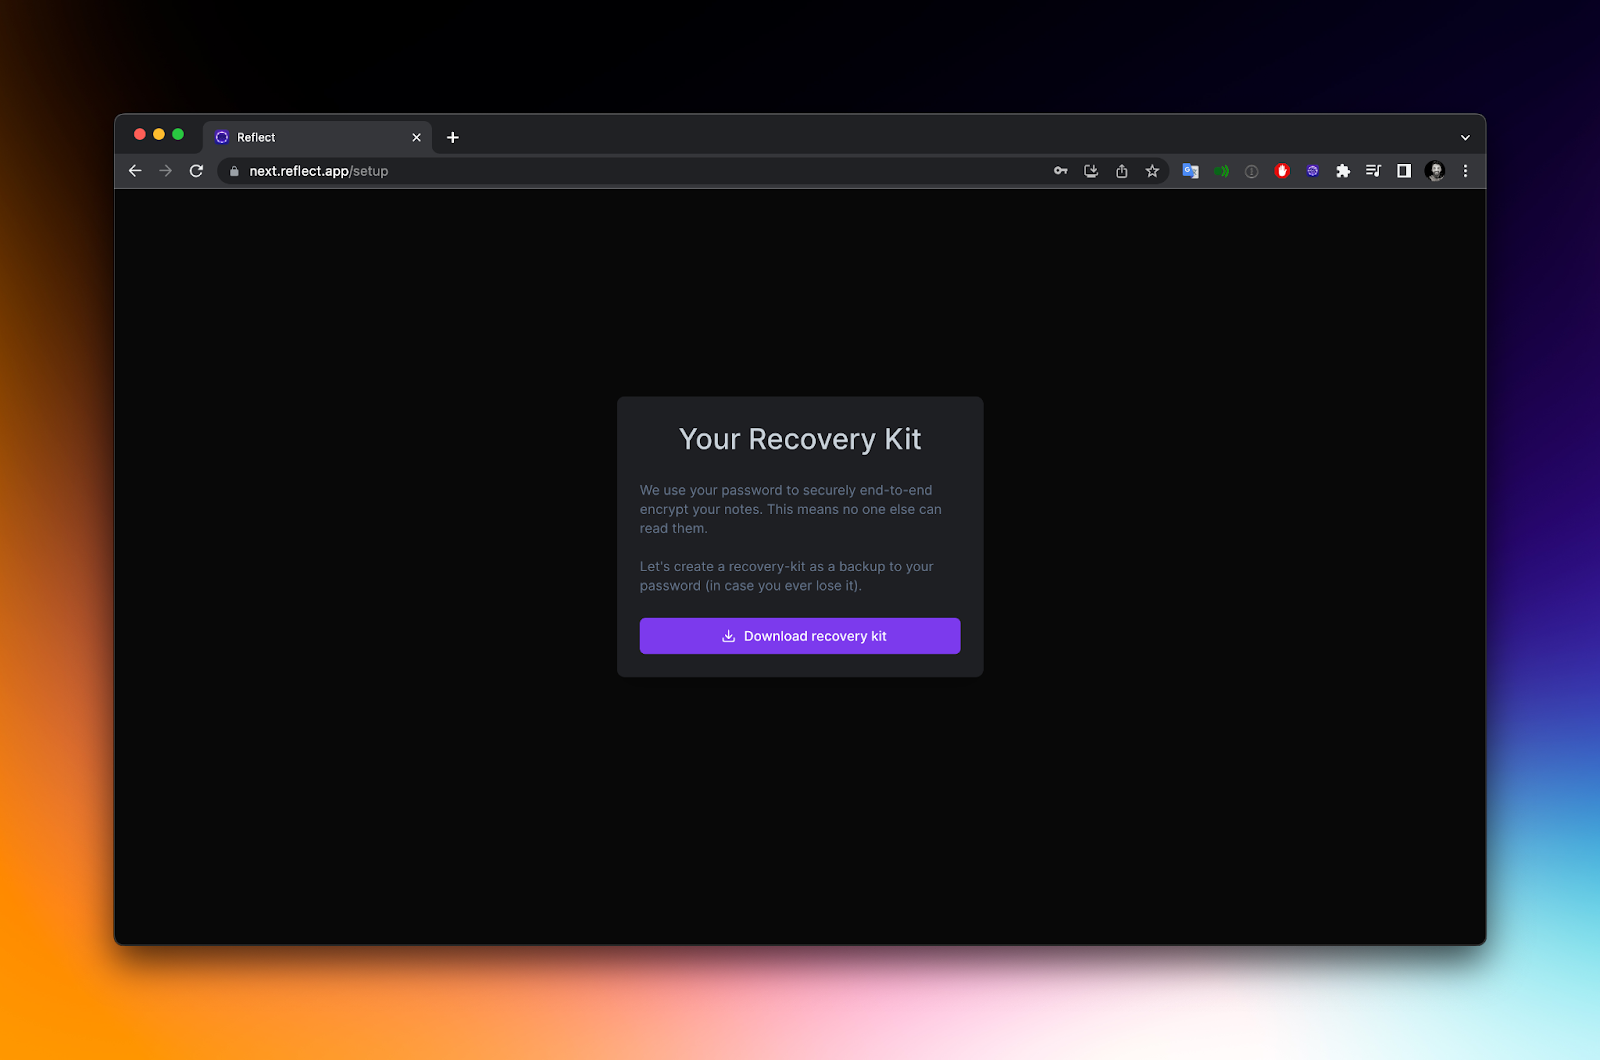 Reflect
next.reflect.app/setup
Your Recovery Kit
We use your password to securely end-to-end
encrypt your notes. This means no one else can
read them.
Let's create a recovery-kit as a backup to your
password (in case you ever lose it).
Download recovery kit